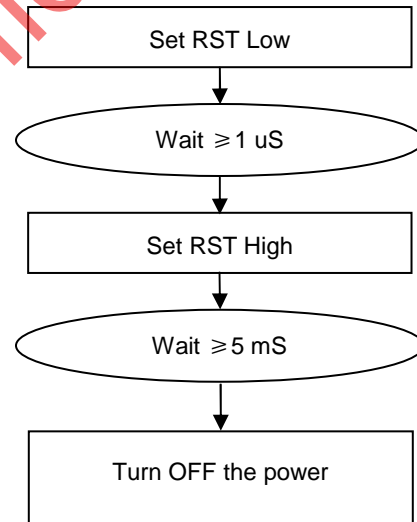 Set RST Low
Wait ≥1 uS
Set RST High
Wait ≥5 mS
Turn OFF the power